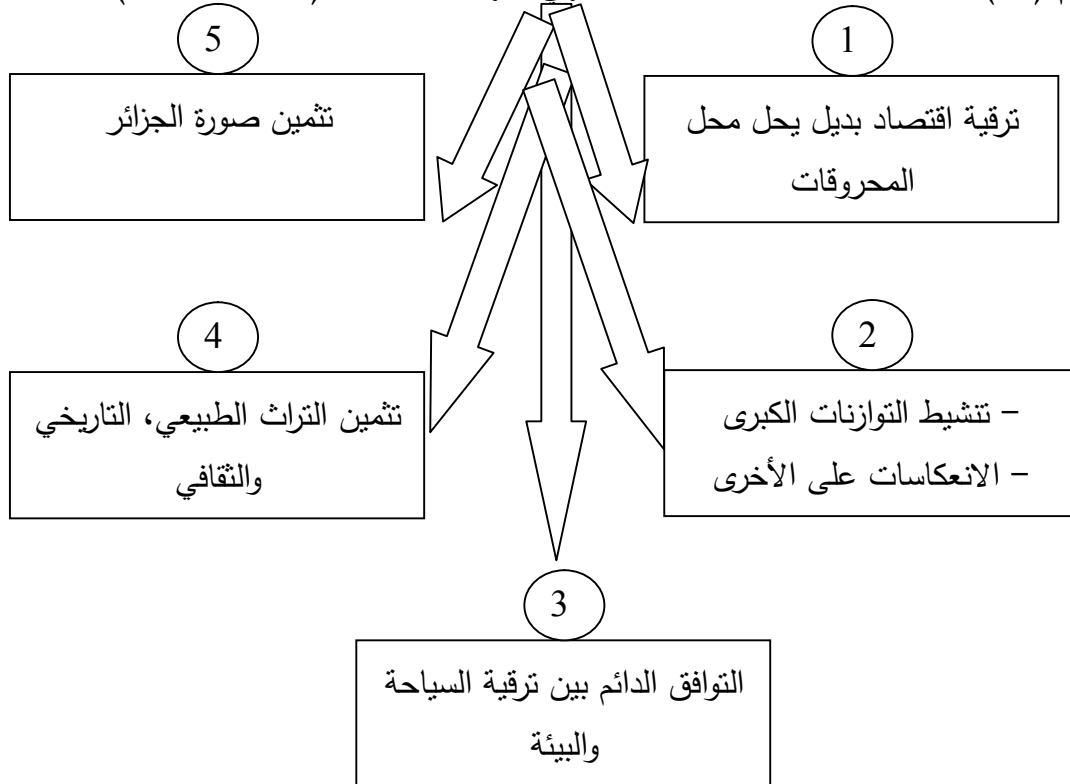 5
تثمين صورة الجزائر
1
ترقية اقتصاد بديل يحل محل
المحروقات
4
تثمين التراث الطبيعي، التاريخي
والثقافي
2
- تنشيط التوازنات الكبرى
- الانعكاسات على الأخرى
3
التوافق الدائم بين ترقية السياحة
والبيئة